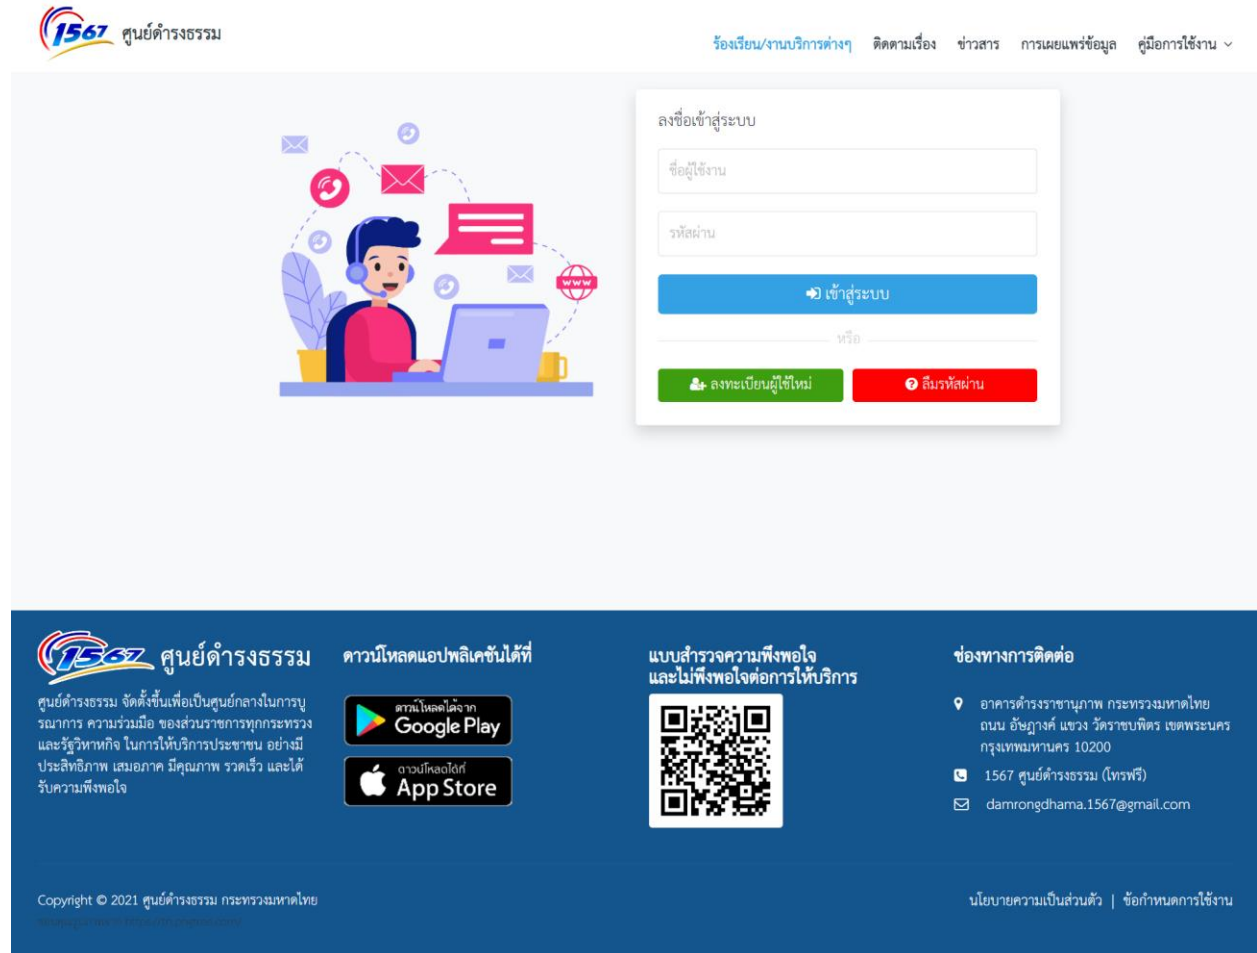 1567 ศูนย์ดำรงธรรม
ร้องเรียน/งานบริการต่างๆ ติดตามเรื่อง ข่าวสาร การเผยแพร่ข้อมูล คู่มือการใช้งาน
ลงชื่อเข้าสู่ระบบ
ชื่อผู้ใช้งาน
รหัสผ่าน
เข้าสู่ระบบ
หรือ
ลงทะเบียนผู้ใช้ใหม่ ลืมรหัสผ่าน
WWW
1567 ศูนย์ดำรงธรรม
ศูนย์ดำรงธรรม จัดตั้งขึ้นเพื่อเป็นศูนย์กลางในการบู
รณาการ ความร่วมมือ ของส่วนราชการทุกกระทรวง
และรัฐวิหาหกิจ ในการให้บริการประชาชน อย่างมี
ประสิทธิภาพ เสมอภาค มีคุณภาพ รวดเร็ว และได้
รับความพึงพอใจ
ดาวน์โหลดแอปพลิเคชันได้ที่
ดาวน์โหลดได้จาก
Google Play
ดาวน์โหลดได้ที่
App Store
แบบสำรวจความพึงพอใจ
และไม่พึงพอใจต่อการให้บริการ
ช่องทางการติดต่อ
อาคารดำรงราชานุภาพ กระทรวงมหาดไทย
ถนน อัษฎางค์ แขวง วัดราชบพิตร เขตพระนคร
กรุงเทพมหานคร 10200
1567 ศูนย์ดำรงธรรม (โทรฟรี)
damrongdhama.1567@gmail.com
Copyright © 2021 ศูนย์ดำรงธรรม กระทรวงมหาดไทย
นโยบายความเป็นส่วนตัว | ข้อกำหนดการใช้งาน